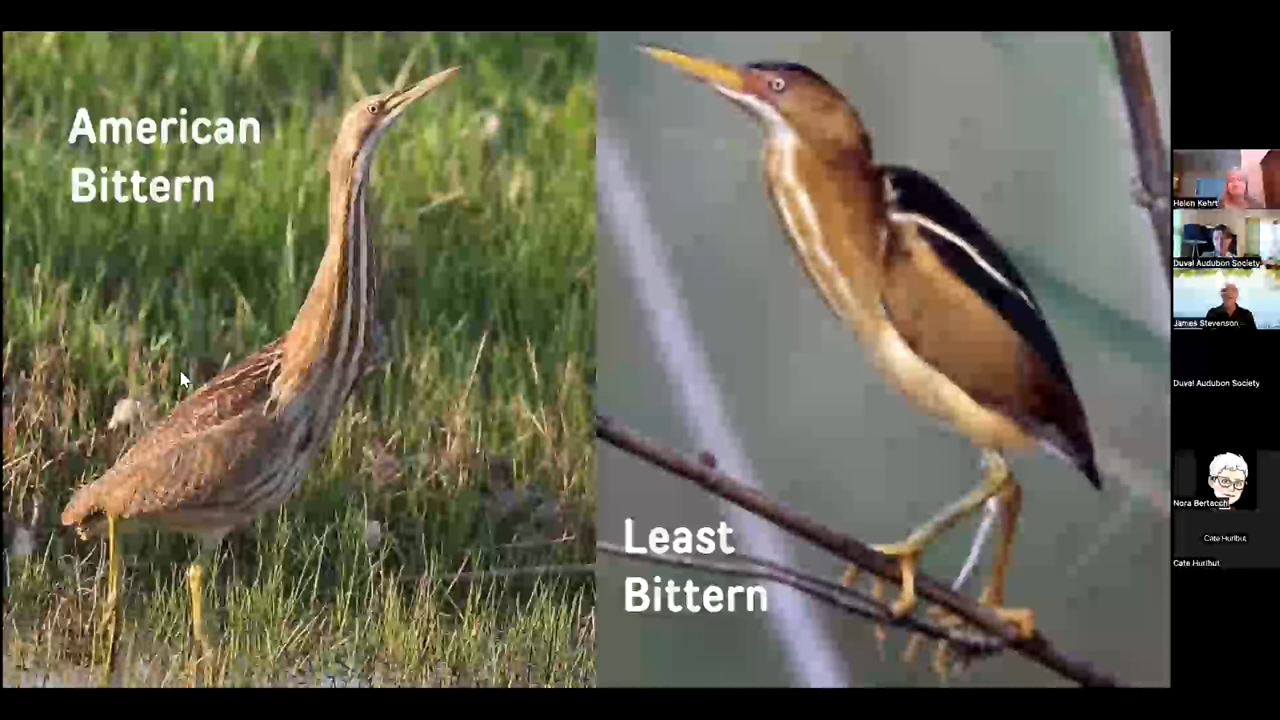 American
Bittern
Least
Bittern
Helen Kehrt
Duval Audubon Society
James Stevenson
Duval Audubon Society
Nora Bertacchi
Cate Hurlbut
Cate Hurlbut